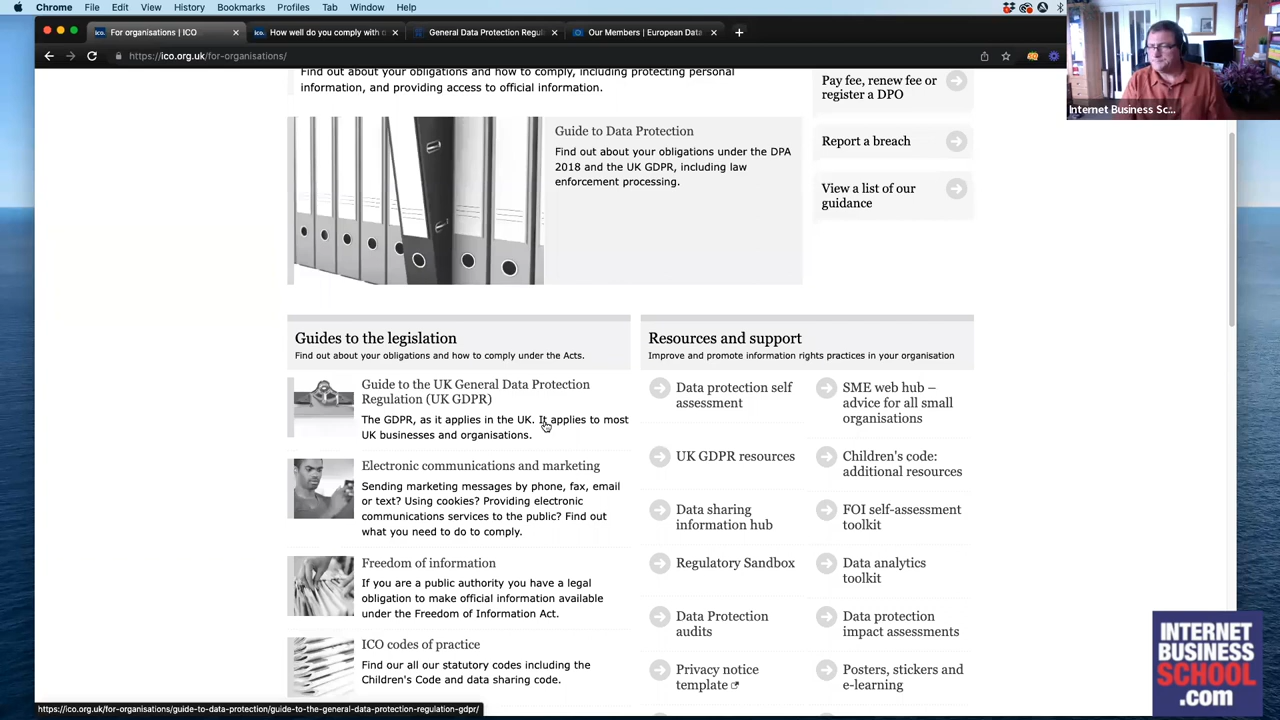 Chrome File Edit View History Bookmarks Profiles Tab Window Help
For organisations | ICO
How well do you comply with
General Data Protection Regul
Our Members | European Data
https://ico.org.uk/for-organisations/
Internet Business Sc...
Find out about your obligations and how to comply, including protecting personal
information, and providing access to official information.
Guide to Data Protection
Find out about your obligations under the DPA
2018 and the UK GDPR, including law
enforcement processing.
Pay fee, renew fee or
register a DPO
Report a breach
View a list of our
guidance
Guides to the legislation
Find out about your obligations and how to comply under the Acts.
Guide to the UK General Data Protection
Regulation (UK GDPR)
The GDPR, as it applies in the UK. It applies to most
UK businesses and organisations.
Electronic communications and marketing
Sending marketing messages by phone, fax, email
or text? Using cookies? Providing electronic
communications services to the public? Find out
what you need to do to comply.
Freedom of information
If you are a public authority you have a legal
obligation to make official information available
under the Freedom of Information Act.
ICO codes of practice
Find our all our statutory codes including the
Children's Code and data sharing code.
Resources and support
Improve and promote information rights practices in your organisation
Data protection self
assessment
SME web hub –
advice for all small
organisations
UK GDPR resources
Children's code:
additional resources
Data sharing
information hub
FOI self-assessment
toolkit
Regulatory Sandbox
Data analytics
toolkit
Data Protection
audits
Data protection
impact assessments
Privacy notice
template
Posters, stickers and
e-learning
https://ico.org.uk/for-organisations/guide-to-data-protection/guide-to-the-general-data-protection-regulation-gdpr/
INTERNET
BUSINESS
SCHOOL
.com